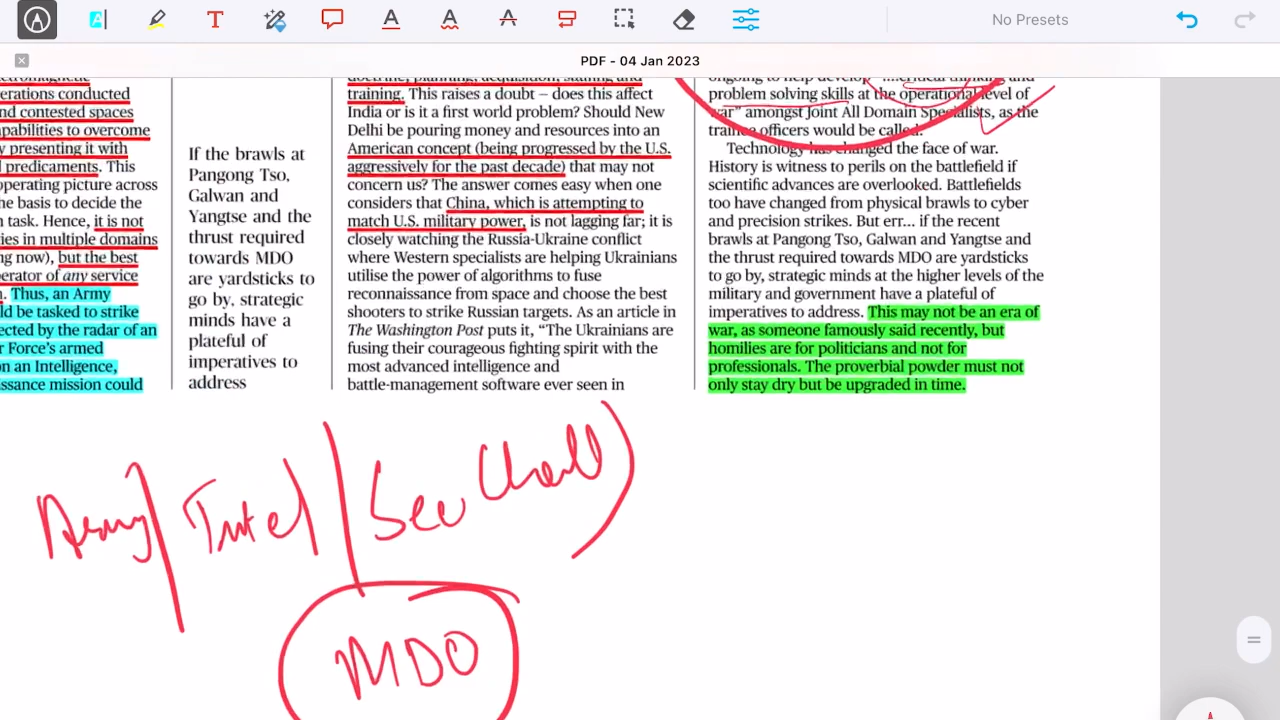 No Presets
PDF - 04 Jan 2023
erations conducted
nd contested spaces
pabilities to overcome
y presenting it with
l predicaments. This
operating picture across
he basis to decide the
n task. Hence, it is not
ties in multiple domains
ng now), but the best
perator of any service
Thus, an Army
ld be tasked to strike
ected by the radar of an
r Force's armed
on an Intelligence,
issance mission could
If the brawls at
Pangong Tso,
Galwan and
Yangtse and the
thrust required
towards MDO
are yardsticks to
go by, strategic
minds have a
plateful of
imperatives to
address
doctrine, planning, acquisition, staffing and
training. This raises a doubt — does this affect
India or is it a first world problem? Should New
Delhi be pouring money and resources into an
American concept (being progressed by the U.S.
aggressively for the past decade) that may not
concern us? The answer comes easy when one
considers that China, which is attempting to
match U.S. military power, is not lagging far; it is
closely watching the Russia-Ukraine conflict
where Western specialists are helping Ukrainians
utilise the power of algorithms to fuse
reconnaissance from space and choose the best
shooters to strike Russian targets. As an article in
The Washington Post puts it, “The Ukrainians are
fusing their courageous fighting spirit with the
most advanced intelligence and
battle-management software ever seen in
ongoing to help develop “....critical thinking and
problem solving skills at the operational level of
war” amongst Joint All Domain Specialists, as the
trainee officers would be called.
Technology has changed the face of war.
History is witness to perils on the battlefield if
scientific advances are overlooked. Battlefields
too have changed from physical brawls to cyber
and precision strikes. But err... if the recent
brawls at Pangong Tso, Galwan and Yangtse and
the thrust required towards MDO are yardsticks
to go by, strategic minds at the higher levels of the
military and government have a plateful of
imperatives to address. This may not be an era of
war, as someone famously said recently, but
homilies are for politicians and not for
professionals. The proverbial powder must not
only stay dry but be upgraded in time.
Army / Intel / Sec Chall
MDO